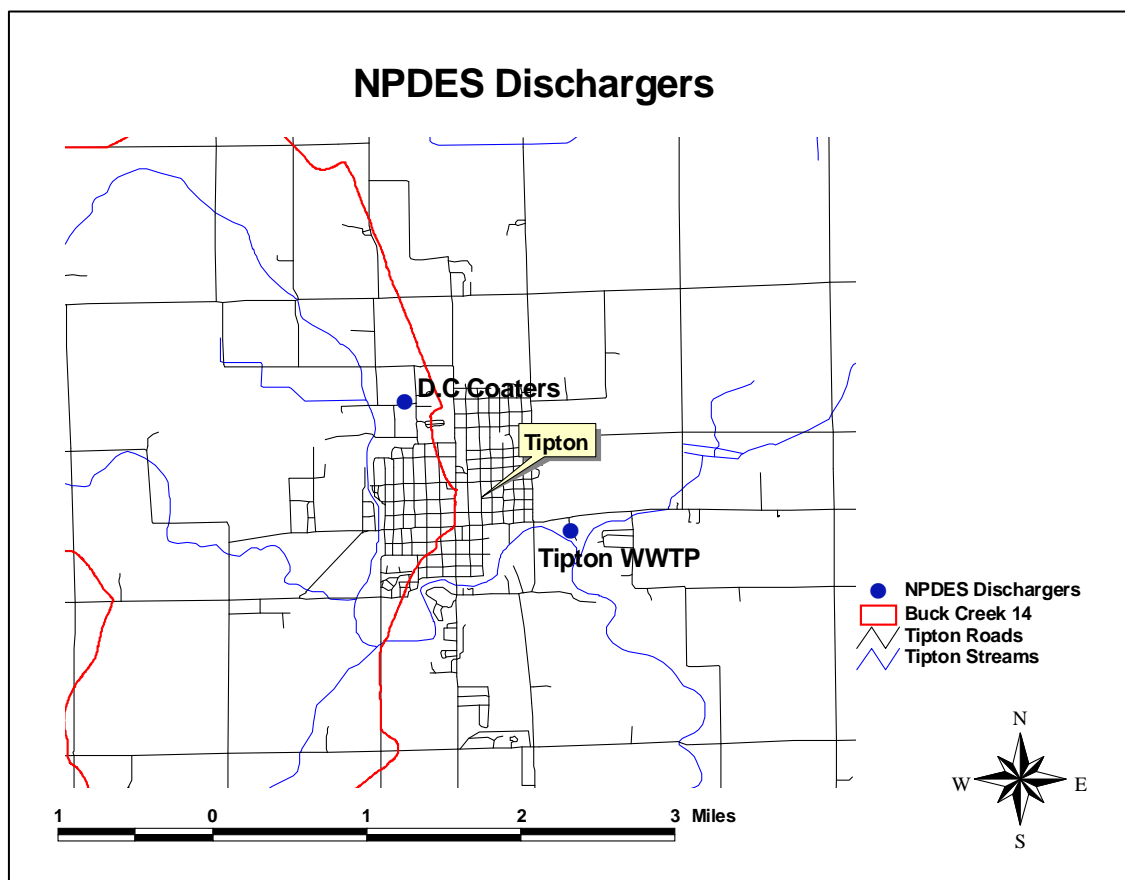 NPDES Dischargers
D.C Coaters
Tipton
Tipton WWTP
NPDES Dischargers
Buck Creek 14
Tipton Roads
Tipton Streams
N
W E
S
1 0 1 2 3 Miles